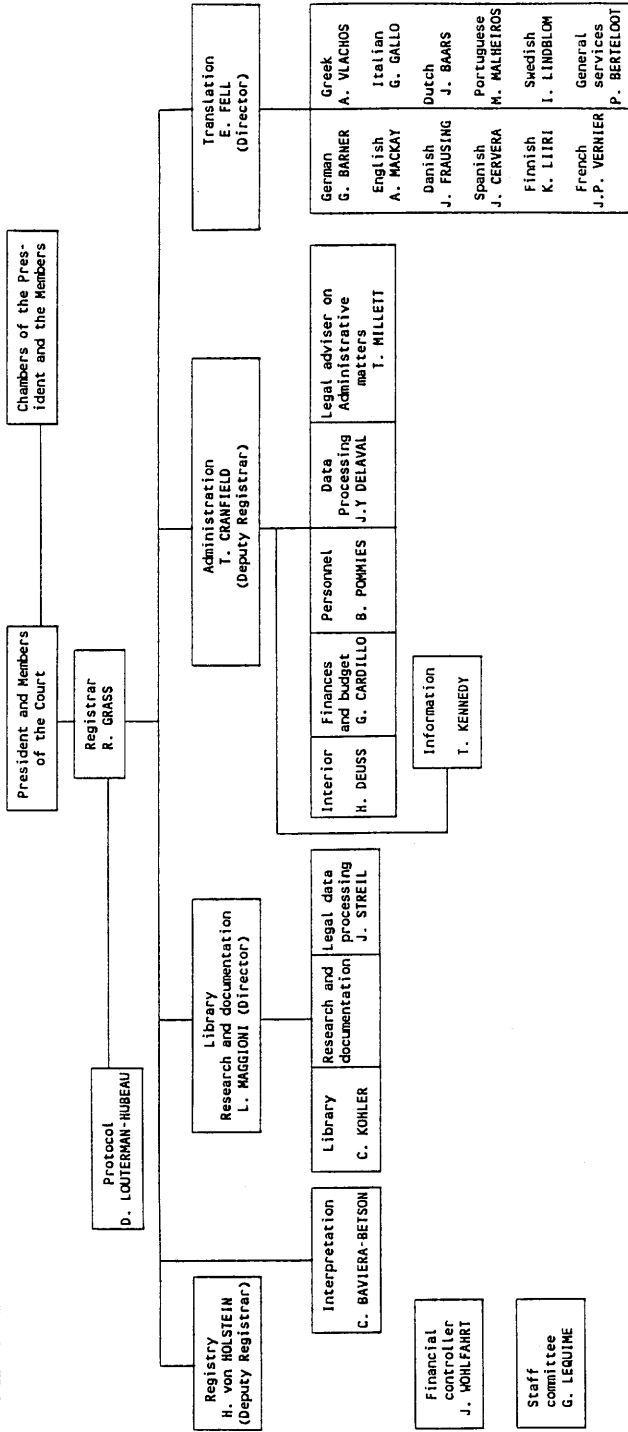 President and Members
of the Court
Chambers of the Pres-
ident and the Members
Registrar
R. GRASS
Protocol
D. LOUTERMAN-HUBEAU
Registry
H. von HOLSTEIN
(Deputy Registrar)
Library
Research and documentation
L. MAGGIONI (Director)
Administration
T. CRANFIELD
(Deputy Registrar)
Translation
E. FELL
(Director)
Interpretation
C. BAVIERA-BETSON
Library
C. KOHLER
Research and
documentation
Legal data
processing
J. STREIL
Interior
H. DEUSS
Finances
and budget
G. CARDILLO
Personnel
B. POMMIES
Data
Processing
J.Y DELAVAL
Legal adviser on
Administrative
matters
T. MILLETT
German
G. BARNER
Greek
A. VLACHOS
English
A. MACKAY
Italian
G. GALLO
Danish
J. FRAUSING
Dutch
J. BAARS
Spanish
J. CERVERA
Portuguese
M. MALHEIROS
Finnish
K. LIIRI
Swedish
I. LINDBLOM
French
J.P. VERNIER
General
services
P. BERTELOOT
Information
T. KENNEDY
Financial
controller
J. WOHLFAHRT
Staff
committee
G. LEQUIME